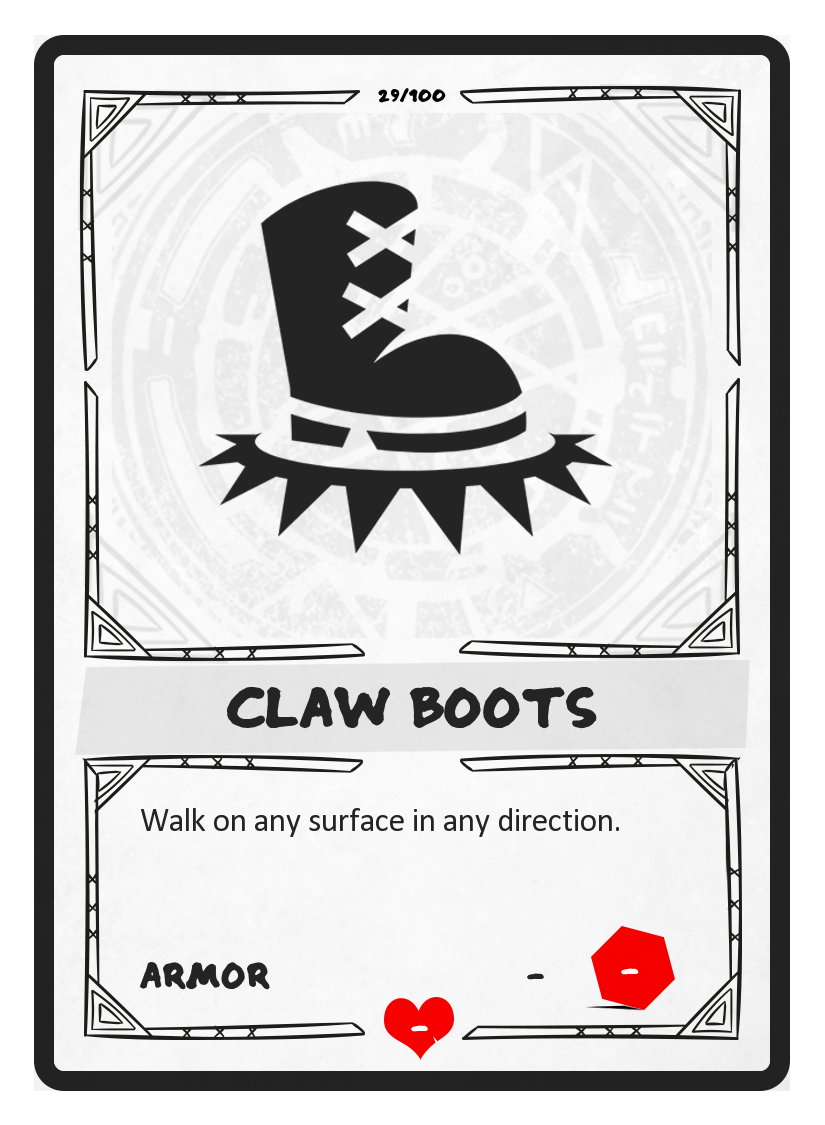 29/100
CLAW BOOTS
Walk on any surface in any direction.
ARMOR - -
-